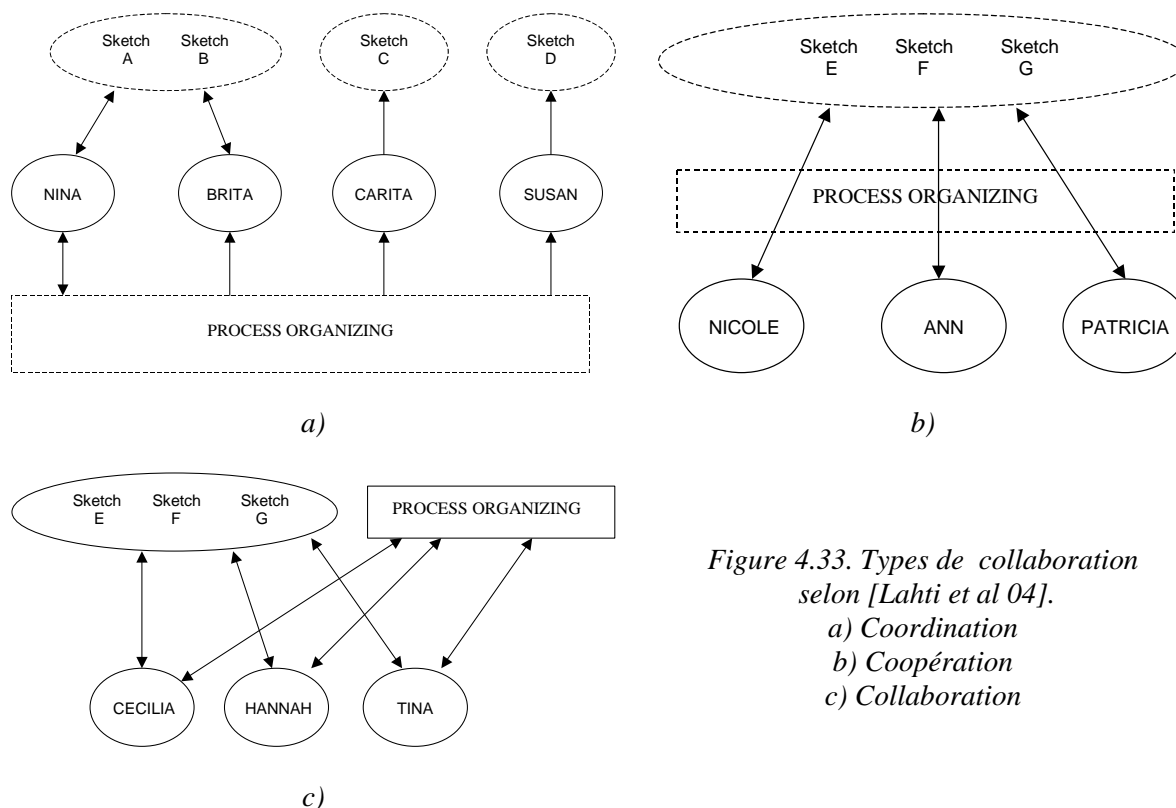 Sketch Sketch
A B
Sketch
C
Sketch
D
NINA
BRITA
CARITA
SUSAN
PROCESS ORGANIZING
a)
Sketch Sketch Sketch
E F G
PROCESS ORGANIZING
NICOLE
ANN
PATRICIA
b)
Sketch Sketch Sketch
E F G
PROCESS ORGANIZING
CECILIA
HANNAH
TINA
c)
Figure 4.33. Types de collaboration
selon [Lahti et al 04].
a) Coordination
b) Coopération
c) Collaboration